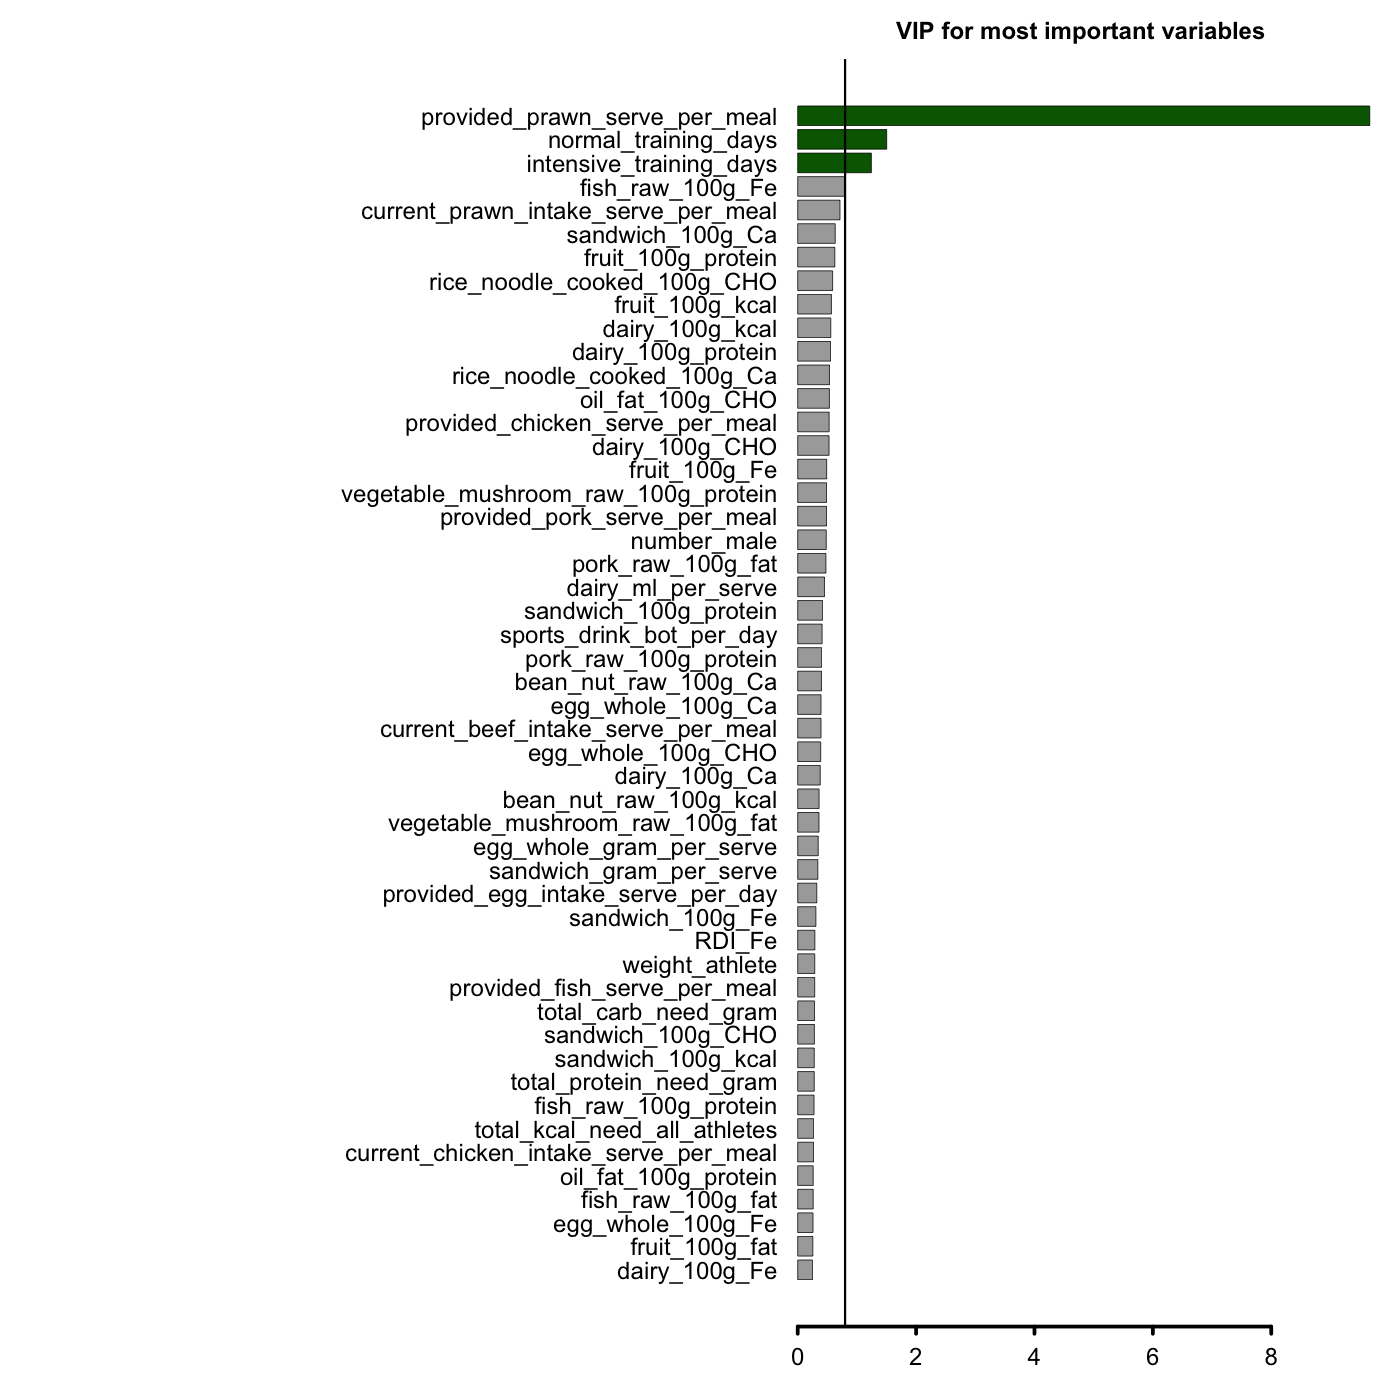 VIP for most important variables
provided_prawn_serve_per_meal
normal_training_days
intensive_training_days
fish_raw_100g_Fe
current_prawn_intake_serve_per_meal
sandwich_100g_Ca
fruit_100g_protein
rice_noodle_cooked_100g_CHO
fruit_100g_kcal
dairy_100g_kcal
dairy_100g_protein
rice_noodle_cooked_100g_Ca
oil_fat_100g_CHO
provided_chicken_serve_per_meal
dairy_100g_CHO
fruit_100g_Fe
vegetable_mushroom_raw_100g_protein
provided_pork_serve_per_meal
number_male
pork_raw_100g_fat
dairy_ml_per_serve
sandwich_100g_protein
sports_drink_bot_per_day
pork_raw_100g_protein
bean_nut_raw_100g_Ca
egg_whole_100g_Ca
current_beef_intake_serve_per_meal
egg_whole_100g_CHO
dairy_100g_Ca
bean_nut_raw_100g_kcal
vegetable_mushroom_raw_100g_fat
egg_whole_gram_per_serve
sandwich_gram_per_serve
provided_egg_intake_serve_per_day
sandwich_100g_Fe
RDI_Fe
weight_athlete
provided_fish_serve_per_meal
total_carb_need_gram
sandwich_100g_CHO
sandwich_100g_kcal
total_protein_need_gram
fish_raw_100g_protein
total_kcal_need_all_athletes
current_chicken_intake_serve_per_meal
oil_fat_100g_protein
fish_raw_100g_fat
egg_whole_100g_Fe
fruit_100g_fat
dairy_100g_Fe
0 2 4 6 8